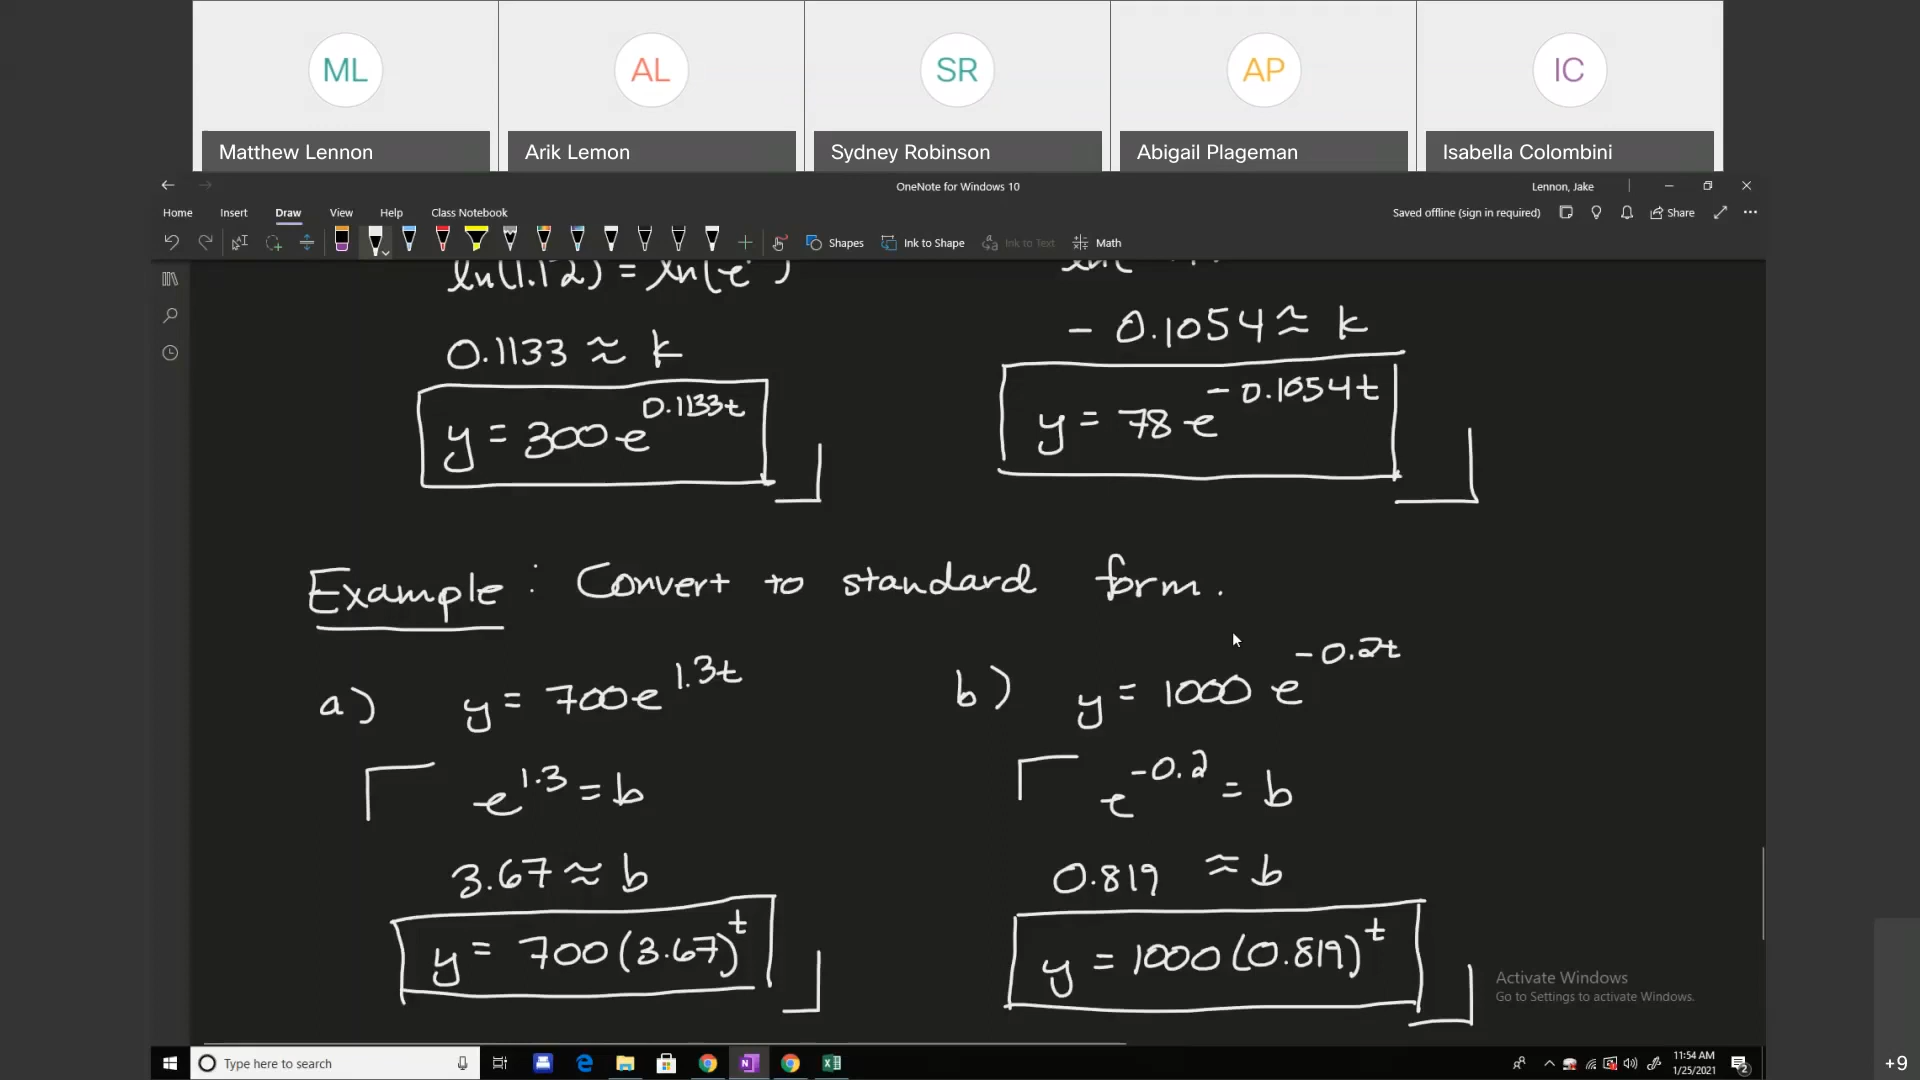 ML AL SR AP IC
Matthew Lennon Arik Lemon Sydney Robinson Abigail Plageman Isabella Colombini
OneNote for Windows 10 Lennon, Jake
Home Insert Draw View Help Class Notebook Saved offline (sign in required) Share
Shapes Ink to Shape Ink to Text Math
ln(1.12) = ln(e
0.1133 ≈ k
y = 300e^0.1133t
- 0.1054 ≈ k
y = 78e^-0.1054t
Example: Convert to standard form.
a) y = 700e^1.3t
e^1.3 = b
3.67 ≈ b
y = 700(3.67)^t
b) y = 1000e^-0.2t
e^-0.2 = b
0.819 ≈ b
y = 1000(0.819)^t
Activate Windows
Go to Settings to activate Windows.
Type here to search
11:54 AM
1/25/2021
2
+9